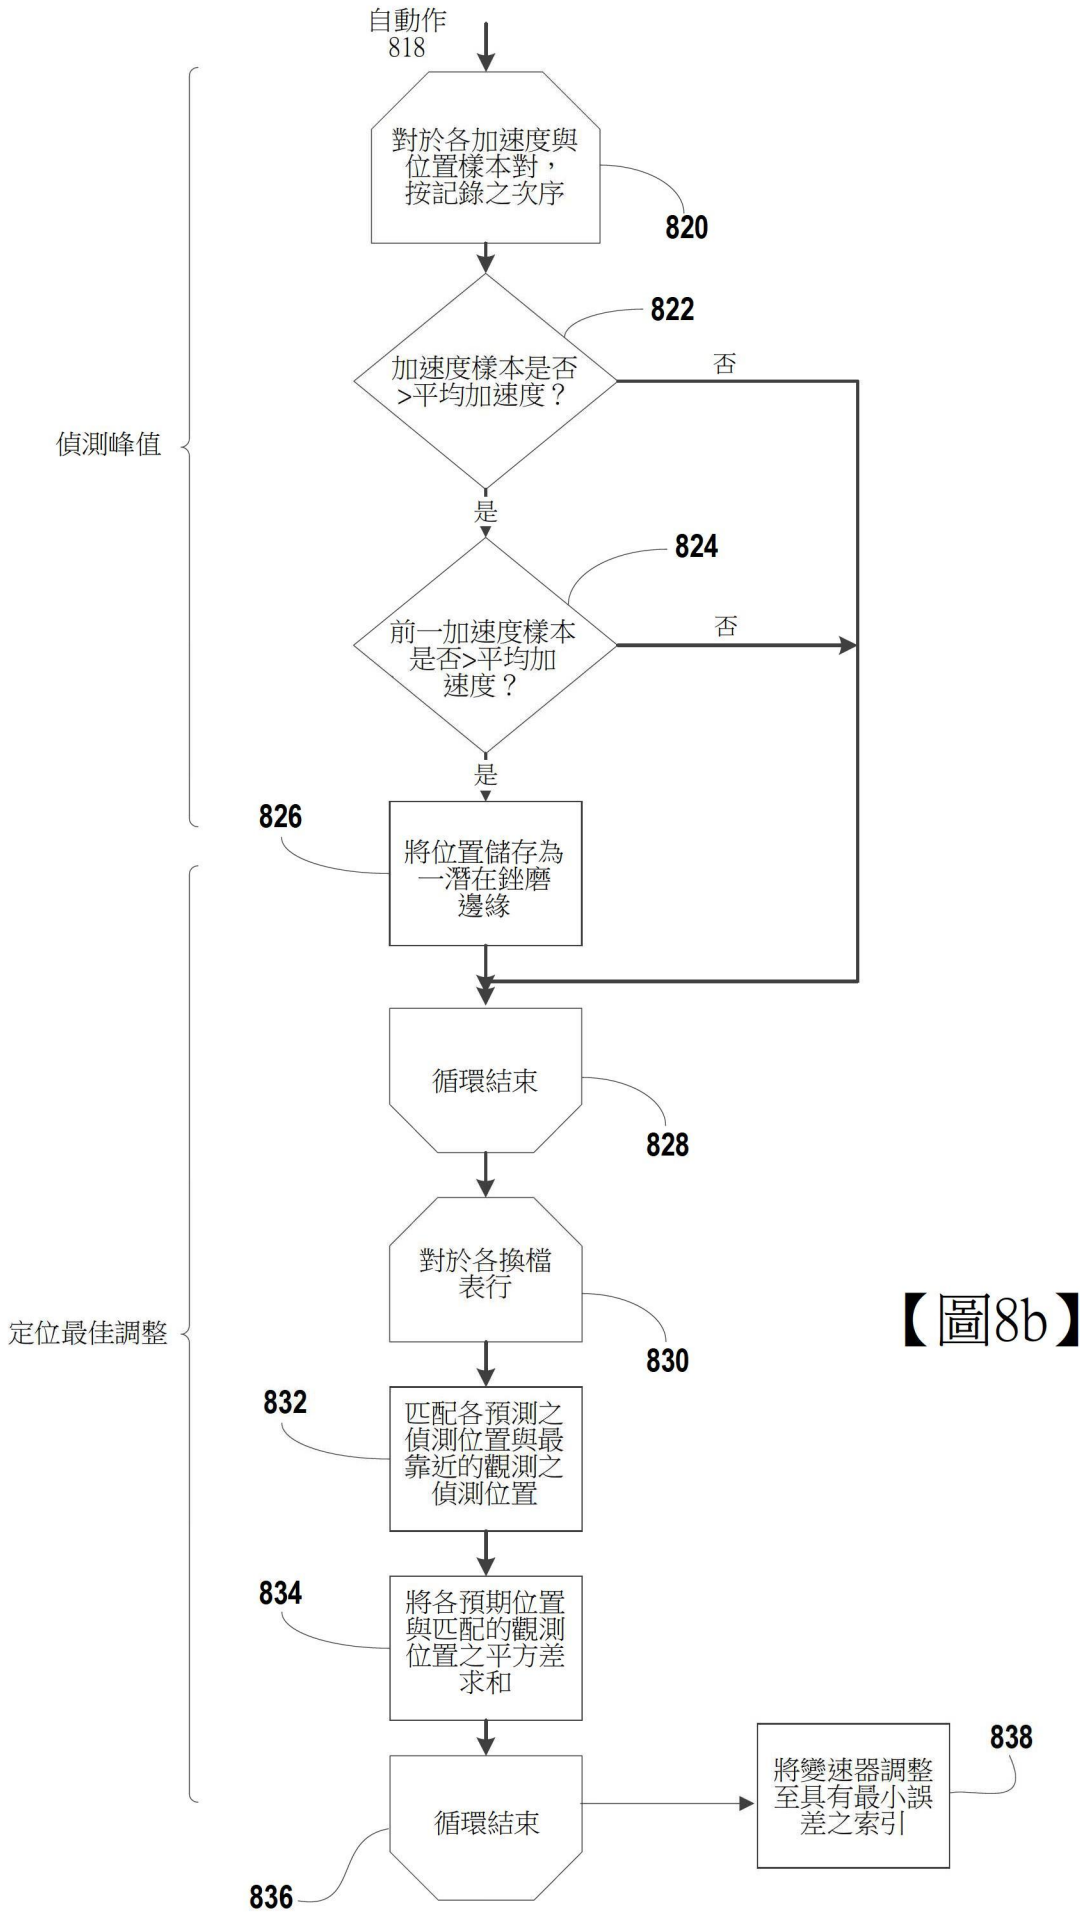 自動作
818
對於各加速度與
位置樣本對，
按記錄之次序
820
822
加速度樣本是否
>平均加速度？
否
偵測峰值
是
824
前一加速度樣本
是否>平均加
速度？
否
是
826
將位置儲存為
一潛在銼磨
邊緣
循環結束
828
對於各換檔
表行
830
【圖8b】
定位最佳調整
832
匹配各預測之
偵測位置與最
靠近的觀測之
偵測位置
834
將各預期位置
與匹配的觀測
位置之平方差
求和
838
將變速器調整
至具有最小誤
差之索引
循環結束
836